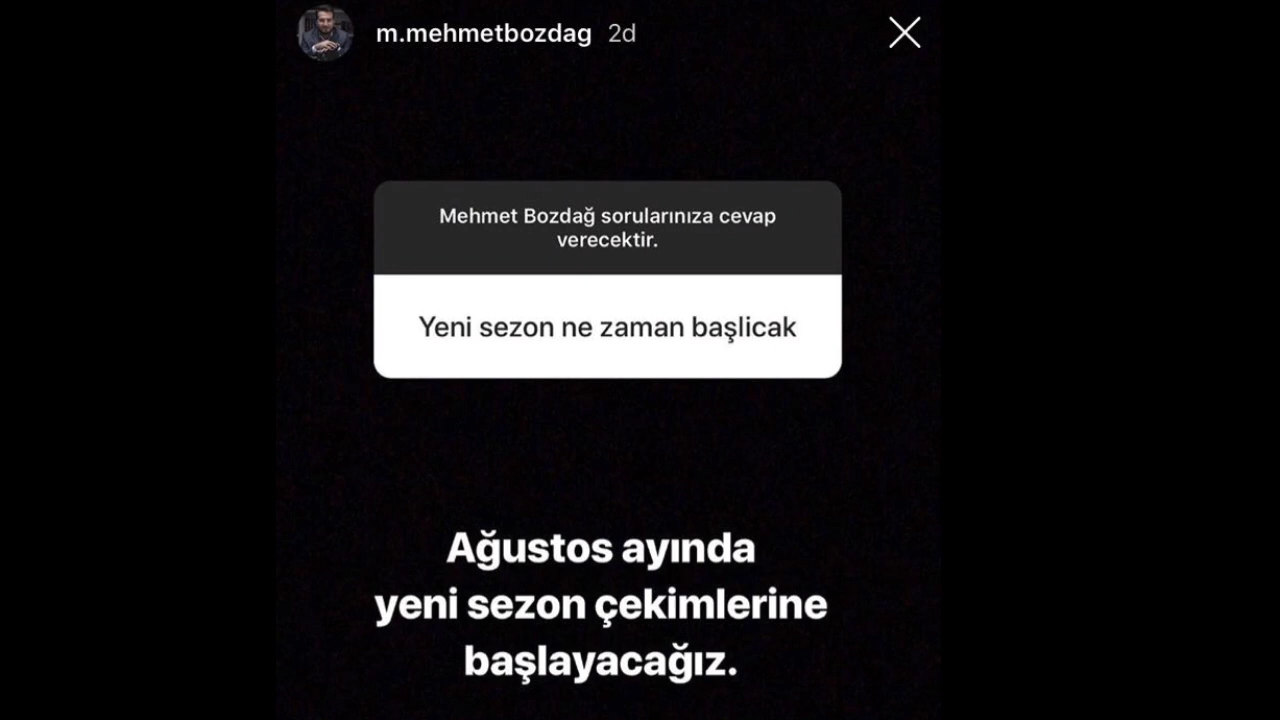 m.mehmetbozdag 2d
Mehmet Bozdağ sorularınıza cevap
verecektir.
Yeni sezon ne zaman başlicak
Ağustos ayında
yeni sezon çekimlerine
başlayacağız.